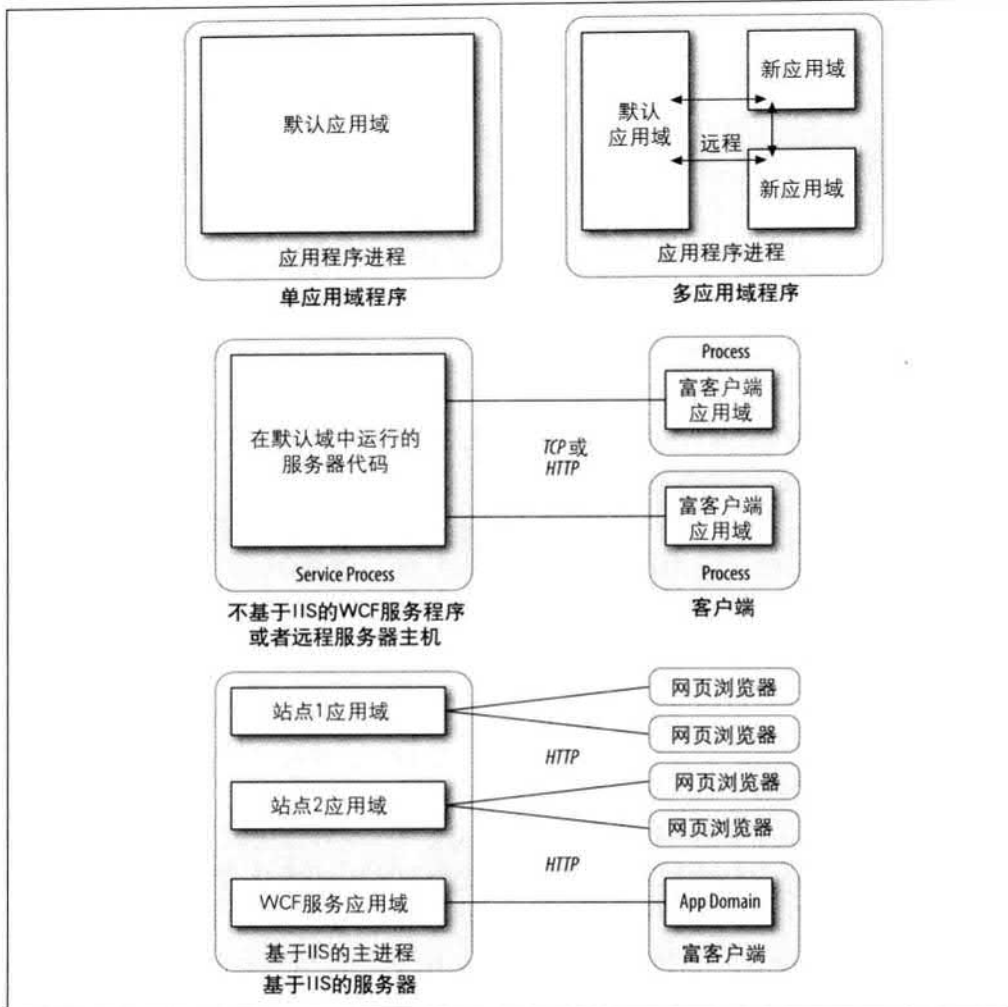 默认应用域
应用程序进程
单应用域程序
默认
应用域
远程
新应用域
新应用域
应用程序进程
多应用域程序
在默认域中运行的
服务器代码
Service Process
不基于IIS的WCF服务程序
或者远程服务器主机
TCP或
HTTP
Process
富客户端
应用域
富客户端
应用域
Process
客户端
站点1应用域
站点2应用域
WCF服务应用域
基于IIS的主进程
基于IIS的服务器
HTTP
HTTP
网页浏览器
网页浏览器
网页浏览器
网页浏览器
App Domain
富客户端